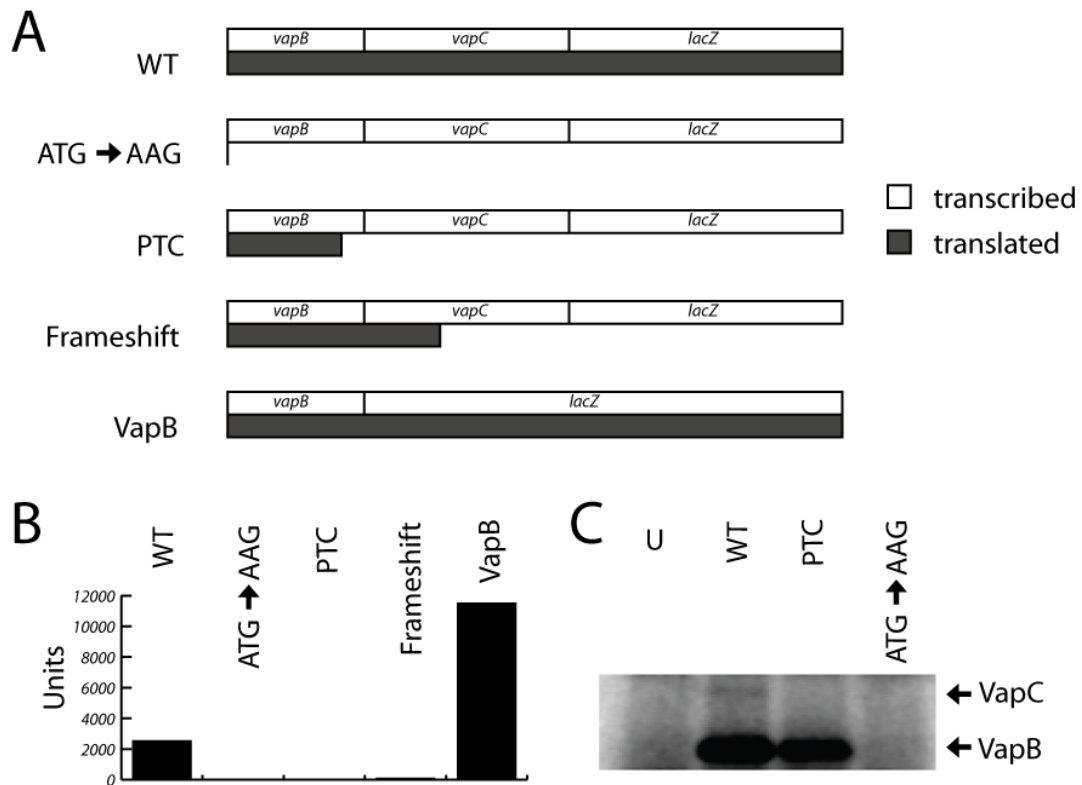 A
vapB vapC lacZ
WT
vapB vapC lacZ
ATG → AAG
vapB vapC lacZ
PTC
vapB vapC lacZ
Frameshift
vapB lacZ
VapB
transcribed
translated
B
WT
ATG → AAG
PTC
Frameshift
VapB
Units
12000
10000
8000
6000
4000
2000
0
C
U
WT
PTC
ATG → AAG
← VapC
← VapB